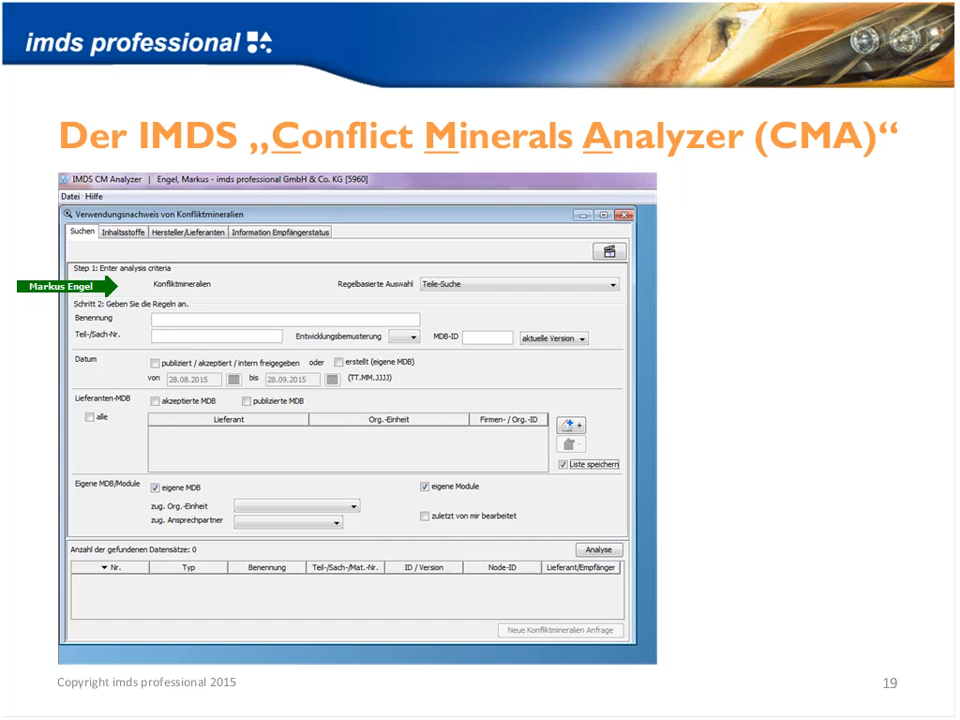 imds professional
Der IMDS „Conflict Minerals Analyzer (CMA)“
IMDS CM Analyzer | Engel, Markus - imds professional GmbH & Co. KG [5960]
Datei Hilfe
Verwendungsnachweis von Konfliktmineralien
Suchen Inhaltsstoffe Hersteller/Lieferanten Information Empfängerstatus
Step 1: Enter analysis criteria
Markus Engel
Konfliktmineralien Regelbasierte Auswahl Teile-Suche
Schritt 2: Geben Sie die Regeln an.
Benennung
Teil-/Sach-Nr. Entwicklungsbemusterung MDB-ID aktuelle Version
Datum publiziert / akzeptiert / intern freigegeben oder erstellt (eigene MDB)
von 28.08.2015 bis 28.09.2015 (TT.MM.JJJJ)
Lieferanten-MDB akzeptierte MDB publizierte MDB
alle Lieferant Org.-Einheit Firmen- / Org.-ID
+
-
Liste speichern
Eigene MDB/Module eigene MDB eigene Module
zug. Org.-Einheit
zug. Ansprechpartner zuletzt von mir bearbeitet
Anzahl der gefundenen Datensätze: 0 Analyse
Nr. Typ Benennung Teil-/Sach-/Mat.-Nr. ID / Version Node-ID Lieferant/Empfänger
Neue Konfliktmineralien Anfrage
Copyright imds professional 2015 19